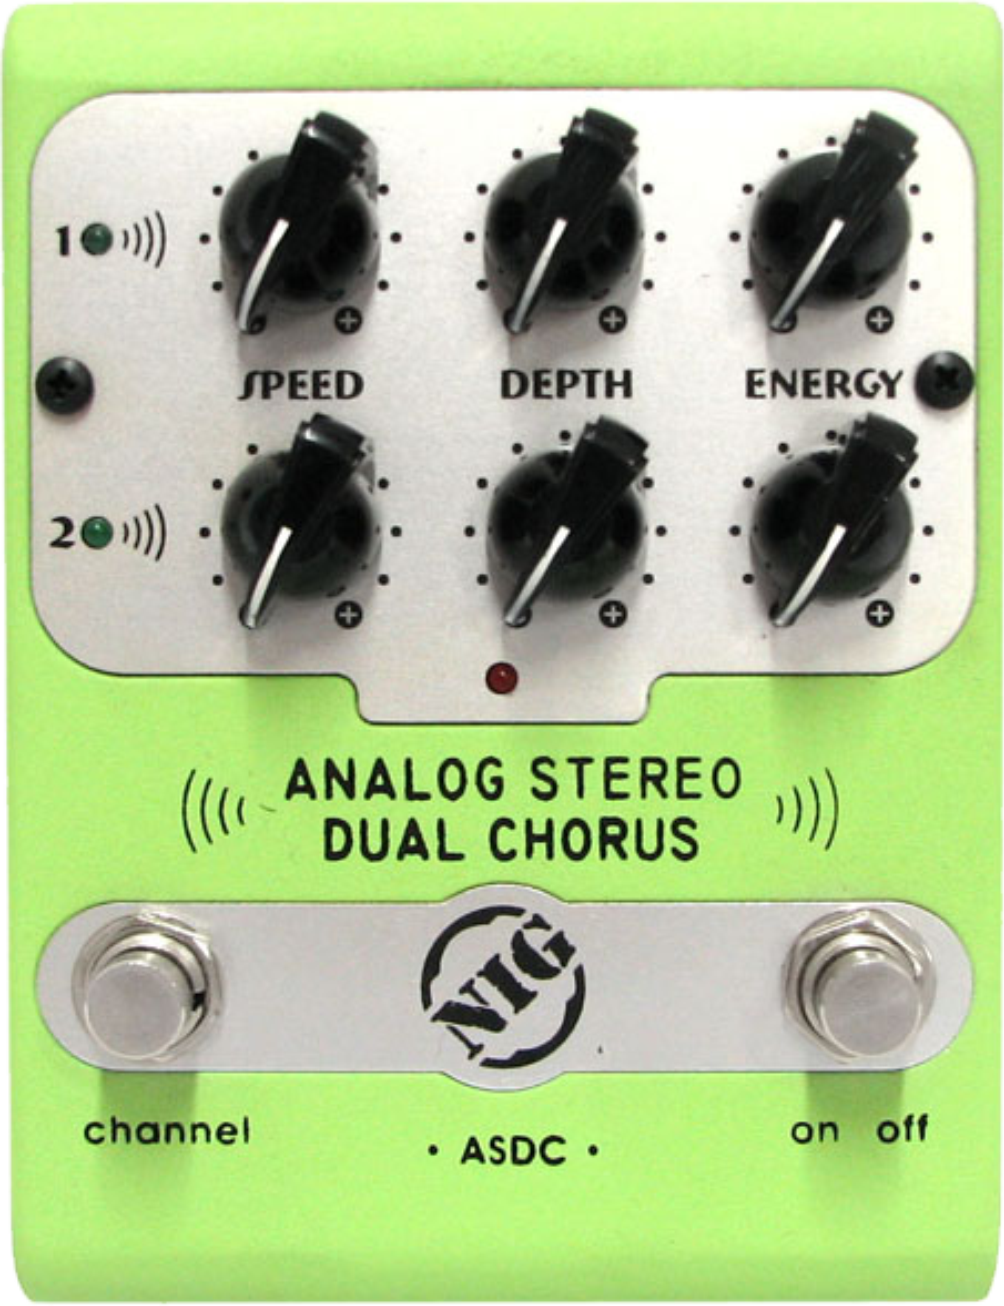 1
SPEED DEPTH ENERGY
2
ANALOG STEREO
DUAL CHORUS
NIG
channel
on off
• ASDC •